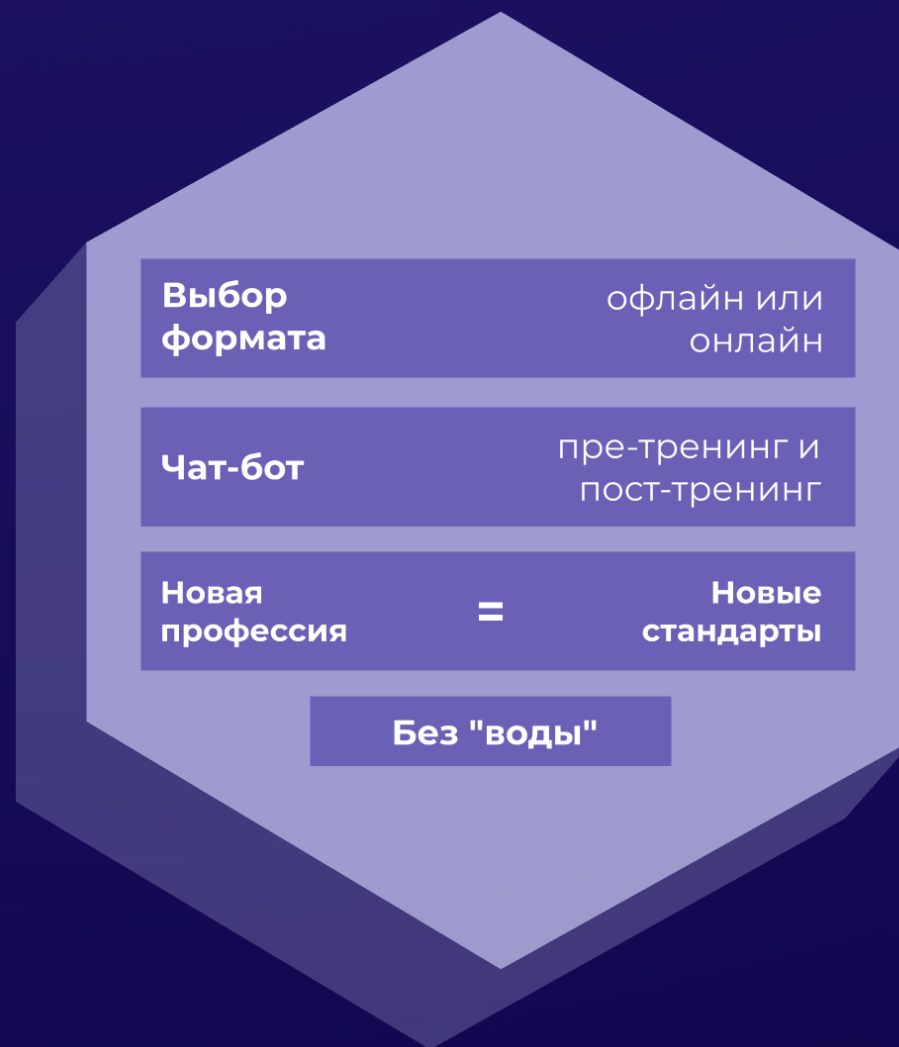 Выбор
формата
офлайн или
онлайн
Чат-бот
пре-тренинг и
пост-тренинг
Новая
профессия
=
Новые
стандарты
Без "воды"